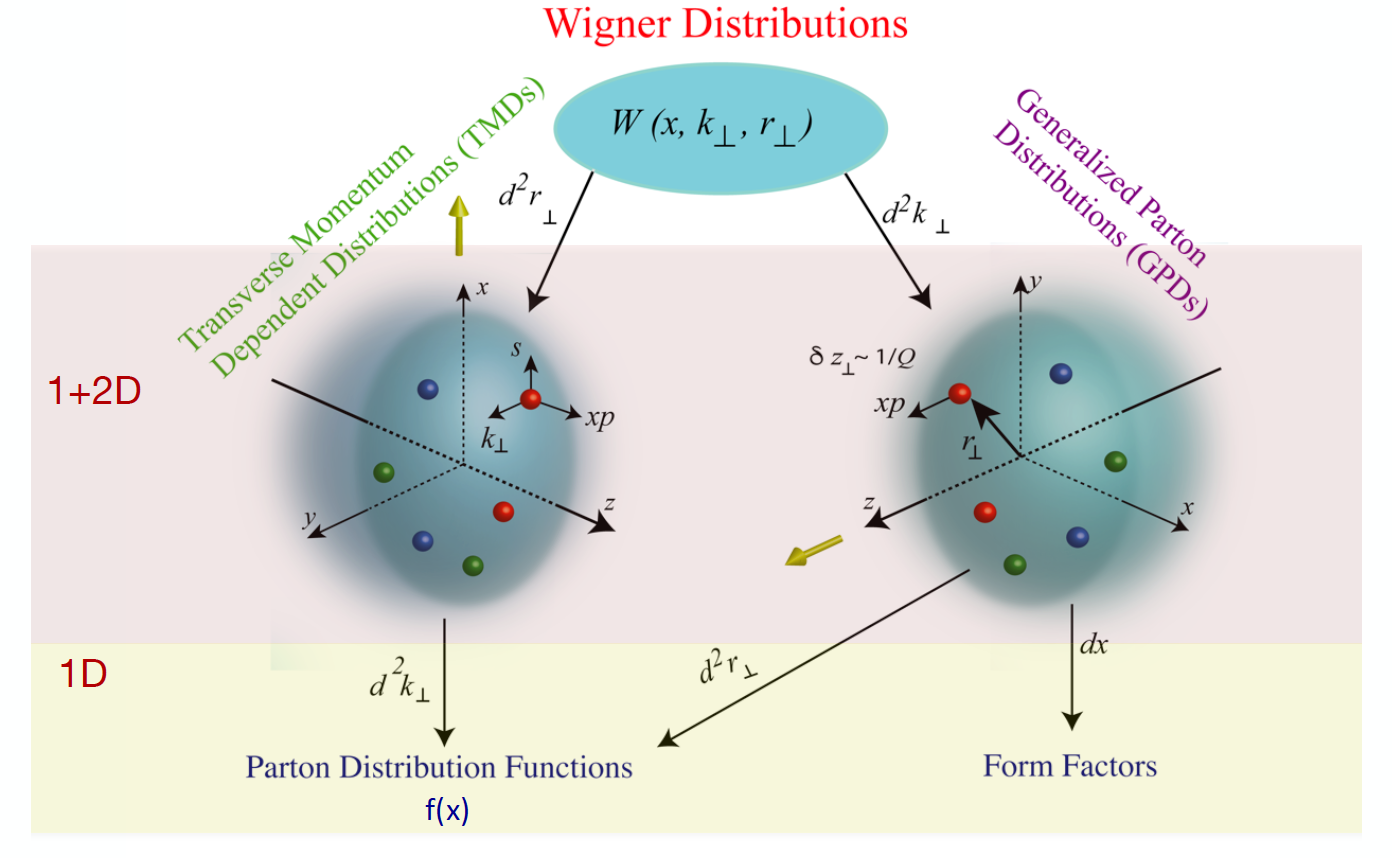 Wigner Distributions
W (x, k⊥, r⊥)
Transverse Momentum
Dependent Distributions (TMDs)
Generalized Parton
Distributions (GPDs)
d²r⊥
d²k⊥
1+2D
x
s
xp
k⊥
y
z
y
δ z⊥~ 1/Q
xp
r⊥
z
x
1D
d²k⊥
d²r⊥
dx
Parton Distribution Functions
f(x)
Form Factors